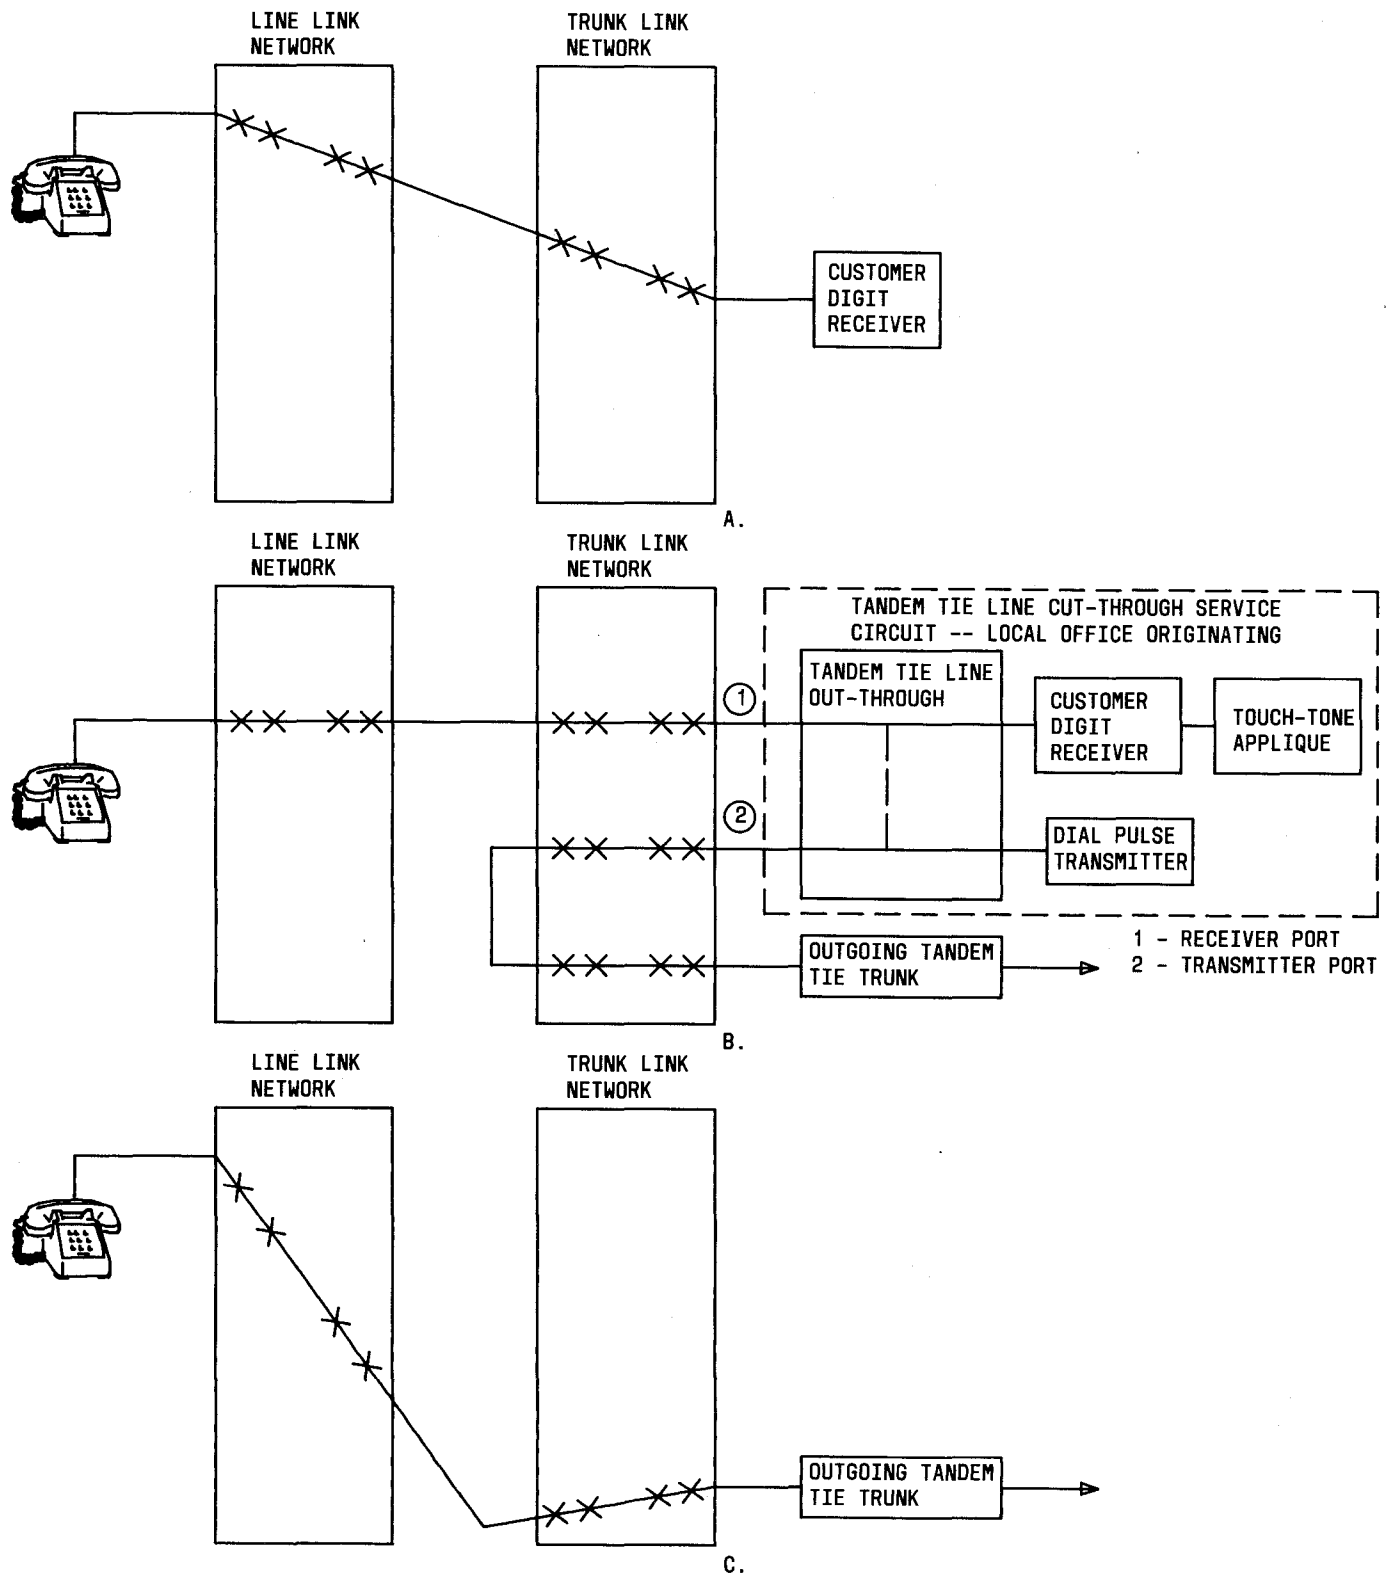 LINE LINK
NETWORK
TRUNK LINK
NETWORK
CUSTOMER
DIGIT
RECEIVER
A.
LINE LINK
NETWORK
TRUNK LINK
NETWORK
TANDEM TIE LINE CUT-THROUGH SERVICE
CIRCUIT -- LOCAL OFFICE ORIGINATING
TANDEM TIE LINE
OUT-THROUGH
1
CUSTOMER
DIGIT
RECEIVER
TOUCH-TONE
APPLIQUE
2
DIAL PULSE
TRANSMITTER
OUTGOING TANDEM
TIE TRUNK
1 - RECEIVER PORT
2 - TRANSMITTER PORT
B.
LINE LINK
NETWORK
TRUNK LINK
NETWORK
OUTGOING TANDEM
TIE TRUNK
C.